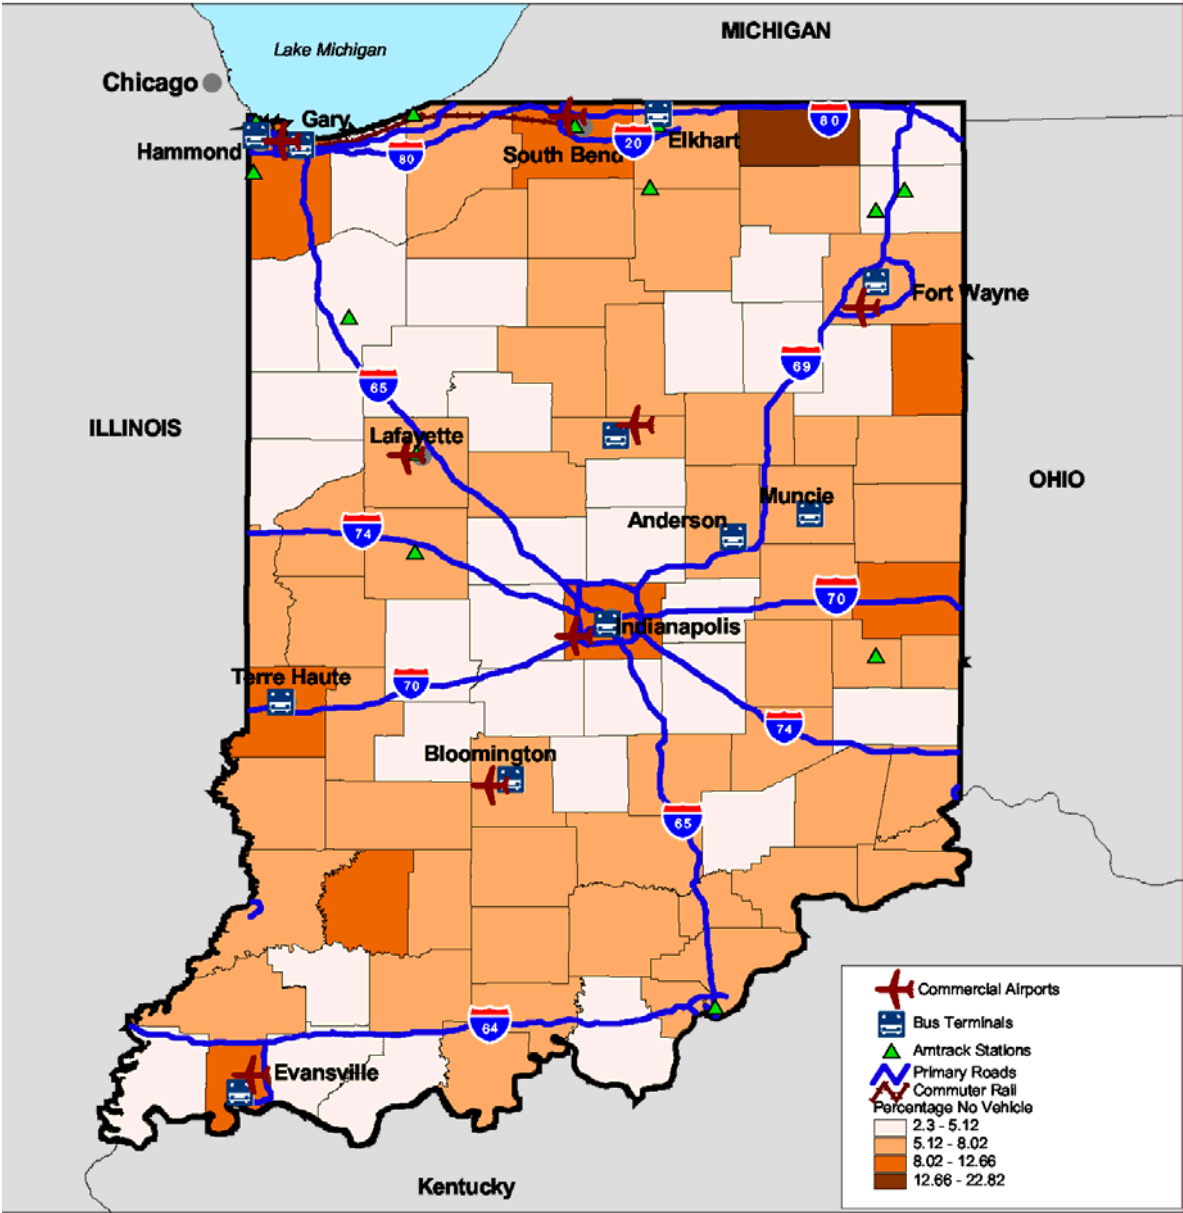 MICHIGAN
Lake Michigan
Chicago
Gary
80
Hammond
20
Elkhart
80
South Bend
Fort Wayne
69
65
ILLINOIS
Lafayette
OHIO
Muncie
Anderson
74
70
Indianapolis
Terre Haute
70
74
Bloomington
65
64
Evansville
Kentucky
Commercial Airports
Bus Terminals
Amtrack Stations
Primary Roads
Commuter Rail
Percentage No Vehicle
2.3 - 5.12
5.12 - 8.02
8.02 - 12.66
12.66 - 22.82